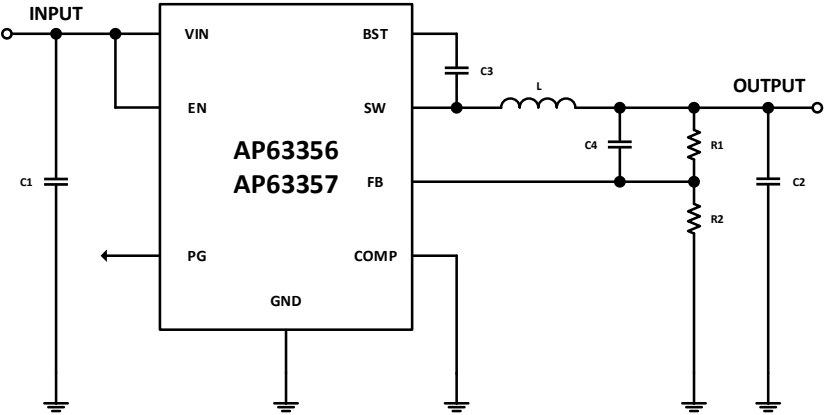 INPUT
VIN
BST
C3
L
OUTPUT
EN
SW
AP63356
AP63357
C4
R1
C1
FB
C2
R2
PG
COMP
GND